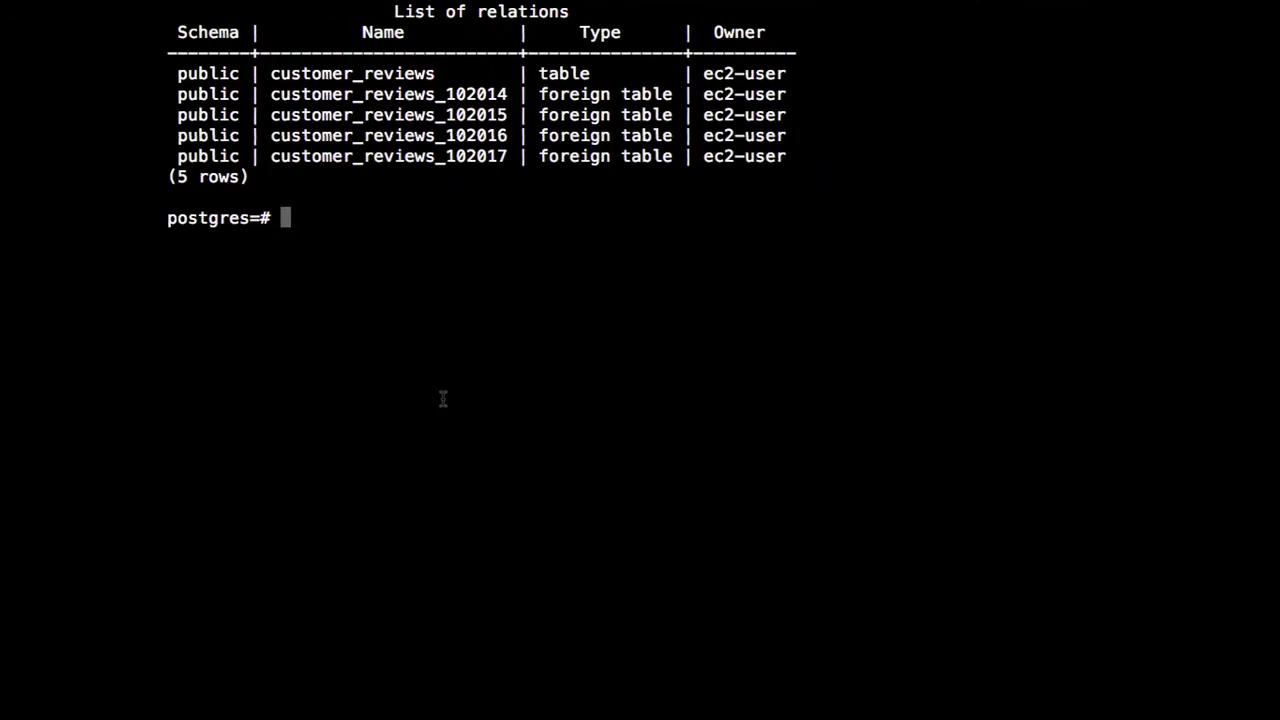 List of relations
Schema | Name | Type | Owner
--------+-------------------------+---------------+----------
public | customer_reviews | table | ec2-user
public | customer_reviews_102014 | foreign table | ec2-user
public | customer_reviews_102015 | foreign table | ec2-user
public | customer_reviews_102016 | foreign table | ec2-user
public | customer_reviews_102017 | foreign table | ec2-user
(5 rows)
postgres=#